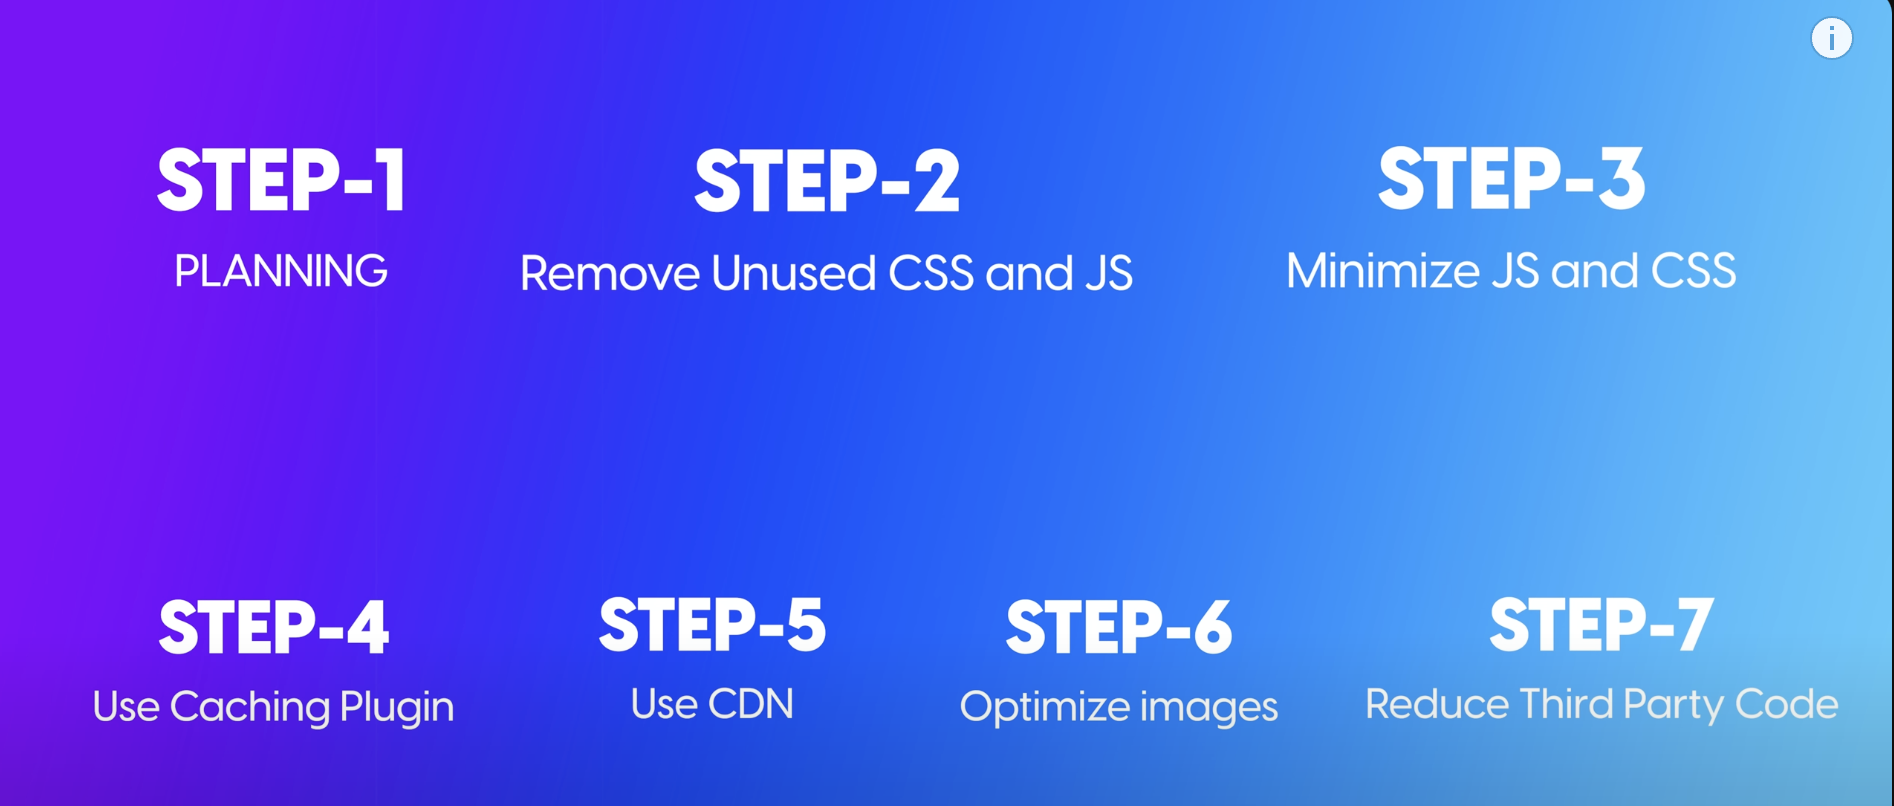 STEP-1
PLANNING
STEP-2
Remove Unused CSS and JS
STEP-3
Minimize JS and CSS
STEP-4
Use Caching Plugin
STEP-5
Use CDN
STEP-6
Optimize images
STEP-7
Reduce Third Party Code
i